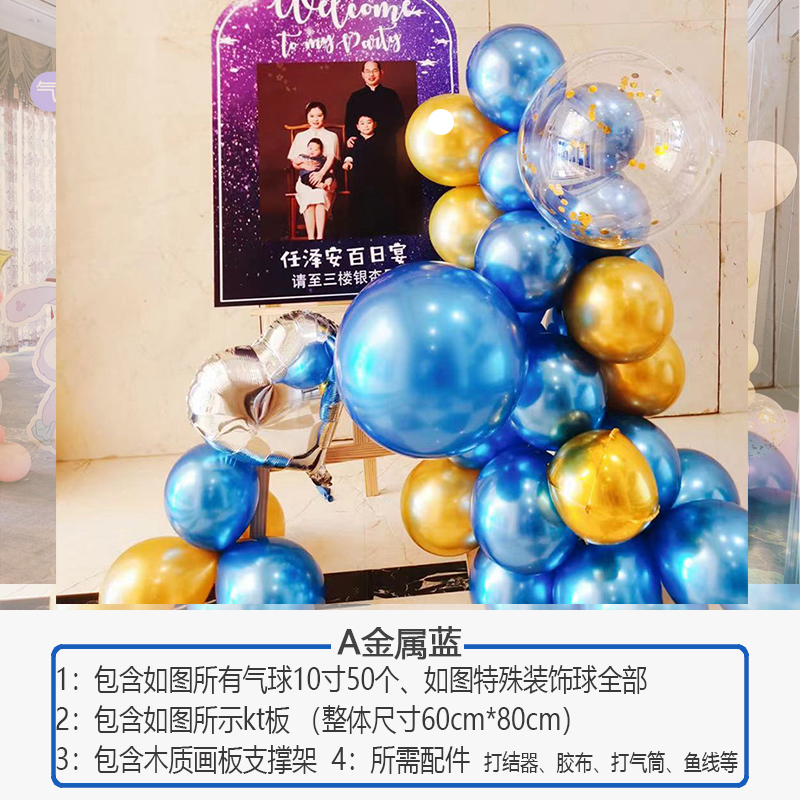 Welcome
to my Party
气
任泽安百日宴
请至三楼银杏
A金属蓝
1：包含如图所有气球10寸50个、如图特殊装饰球全部
2：包含如图所示kt板 （整体尺寸60cm*80cm）
3：包含木质画板支撑架 4：所需配件 打结器、胶布、打气筒、鱼线等